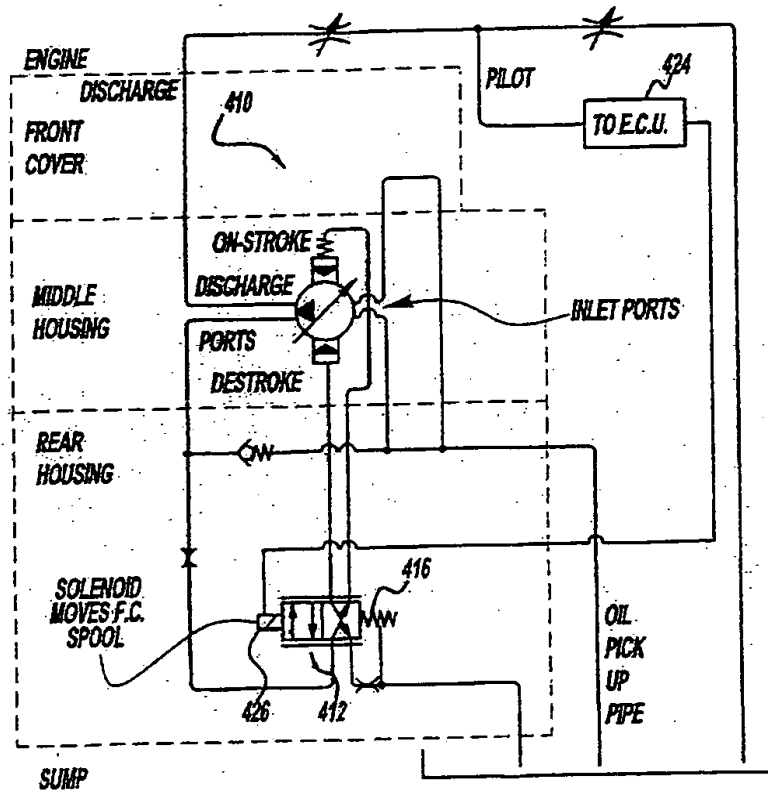 ENGINE
DISCHARGE
410
PILOT
424
TO E.C.U.
FRONT
COVER
ON-STROKE
DISCHARGE
MIDDLE
HOUSING
PORTS
INLET PORTS
DESTROKE
REAR
HOUSING
SOLENOID
MOVES F.C.
SPOOL
416
426
412
OIL
PICK
UP
PIPE
SUMP